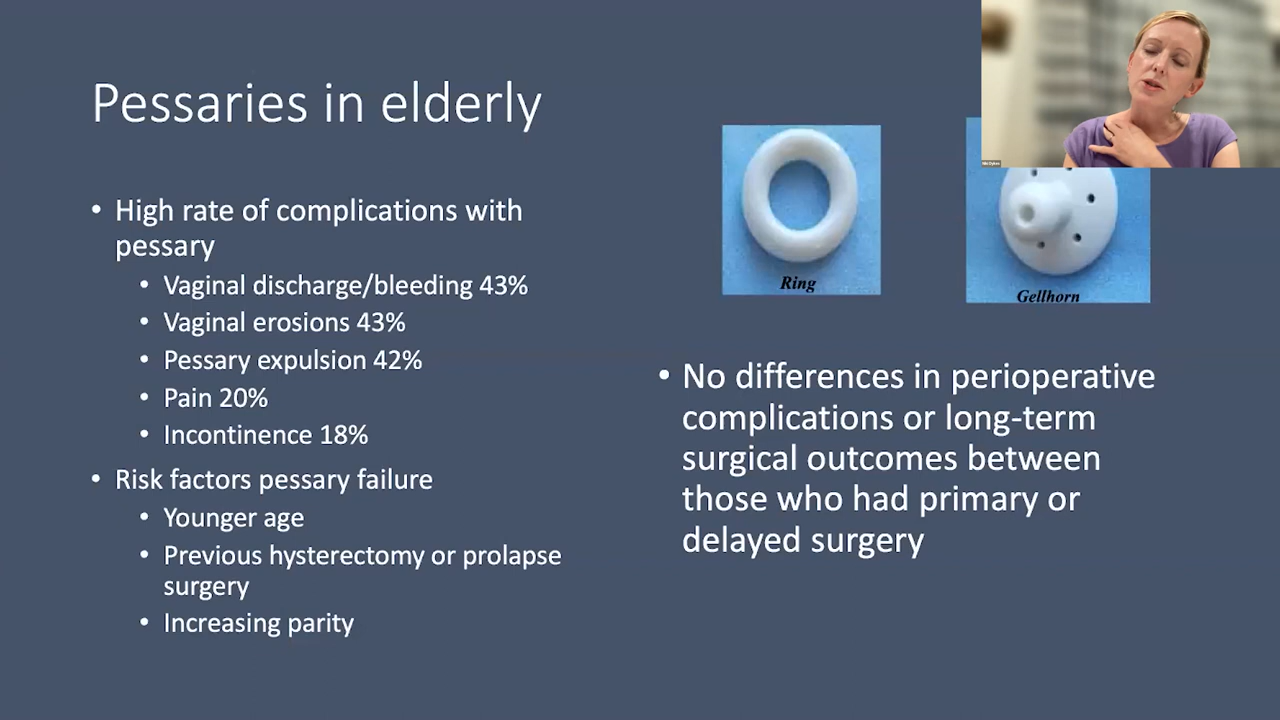 Pessaries in elderly
• High rate of complications with
pessary
• Vaginal discharge/bleeding 43%
• Vaginal erosions 43%
• Pessary expulsion 42%
• Pain 20%
• Incontinence 18%
• Risk factors pessary failure
• Younger age
• Previous hysterectomy or prolapse
surgery
• Increasing parity
Ring
Gellhorn
• No differences in perioperative
complications or long-term
surgical outcomes between
those who had primary or
delayed surgery